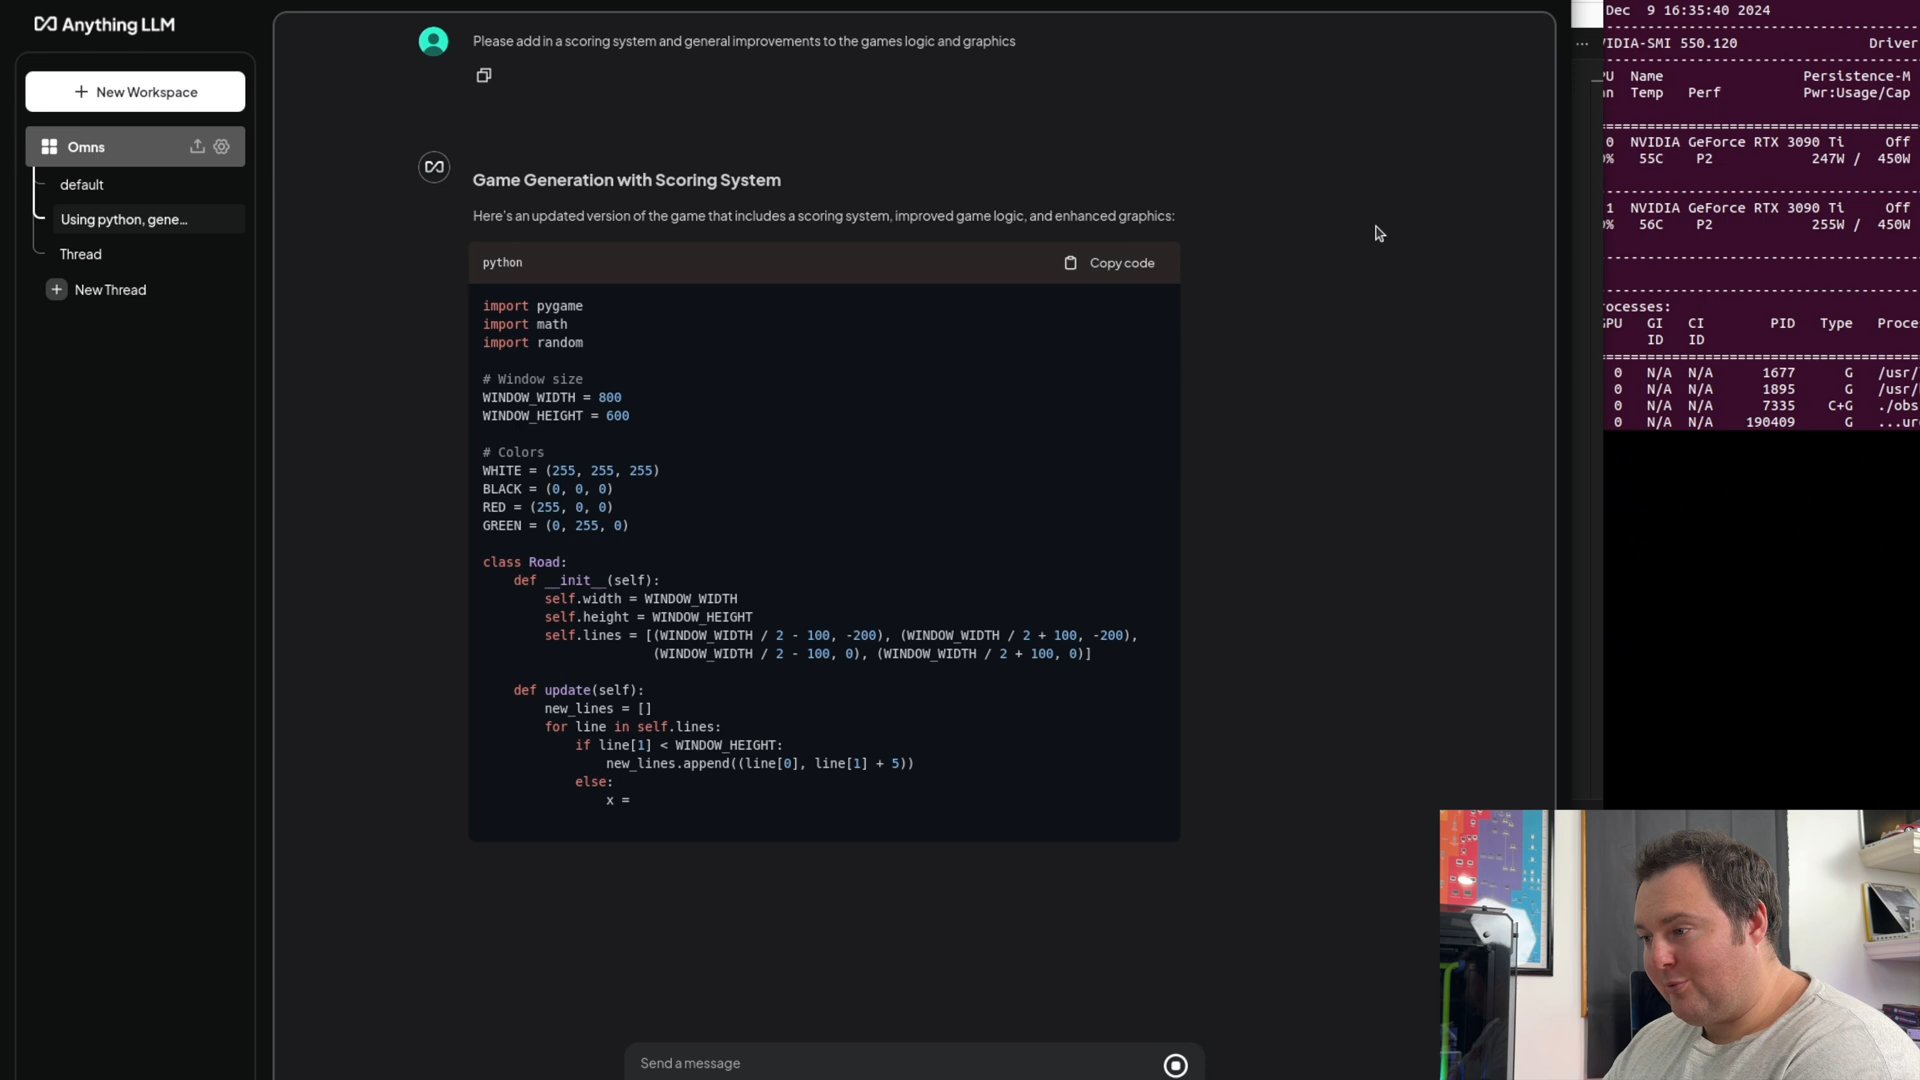 Anything LLM
New Workspace
Omns
default
Using python, gene...
Thread
New Thread
Please add in a scoring system and general improvements to the games logic and graphics
Game Generation with Scoring System
Here's an updated version of the game that includes a scoring system, improved game logic, and enhanced graphics:
python
Copy code
import pygame
import math
import random
# Window size
WINDOW_WIDTH = 800
WINDOW_HEIGHT = 600
# Colors
WHITE = (255, 255, 255)
BLACK = (0, 0, 0)
RED = (255, 0, 0)
GREEN = (0, 255, 0)
class Road:
def __init__(self):
self.width = WINDOW_WIDTH
self.height = WINDOW_HEIGHT
self.lines = [(WINDOW_WIDTH / 2 - 100, -200), (WINDOW_WIDTH / 2 + 100, -200),
(WINDOW_WIDTH / 2 - 100, 0), (WINDOW_WIDTH / 2 + 100, 0)]
def update(self):
new_lines = []
for line in self.lines:
if line[1] < WINDOW_HEIGHT:
new_lines.append((line[0], line[1] + 5))
else:
x =
Send a message
Dec 9 16:35:40 2024
VIDIA-SMI 550.120 Driver
PU Name Persistence-M
an Temp Perf Pwr:Usage/Cap
0 NVIDIA GeForce RTX 3090 Ti Off
0% 55C P2 247W / 450W
1 NVIDIA GeForce RTX 3090 Ti Off
0% 56C P2 255W / 450W
rocesses:
GPU GI CI PID Type Proce
ID ID
0 N/A N/A 1677 G /usr/
0 N/A N/A 1895 G /usr/
0 N/A N/A 7335 C+G ./obs
0 N/A N/A 190409 G ...ur